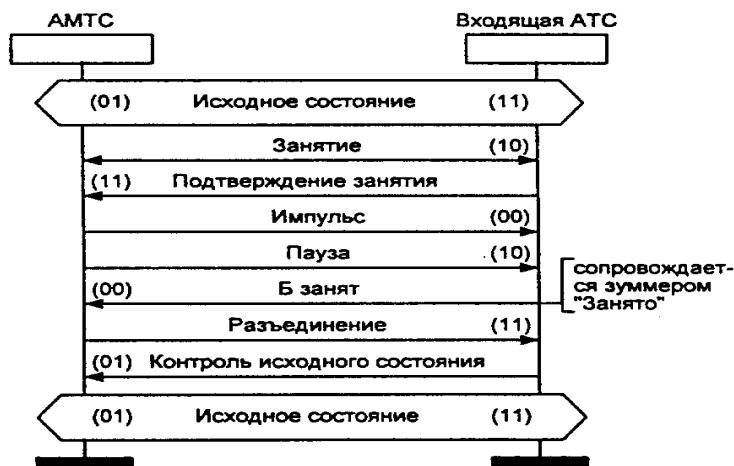 АМТС Входящая АТС
(01) Исходное состояние (11)
Занятие (10)
(11) Подтверждение занятия
Импульс (00)
Пауза (10)
(00) Б занят
сопровождает-
ся зуммером
"Занято"
Разъединение (11)
(01) Контроль исходного состояния
(01) Исходное состояние (11)